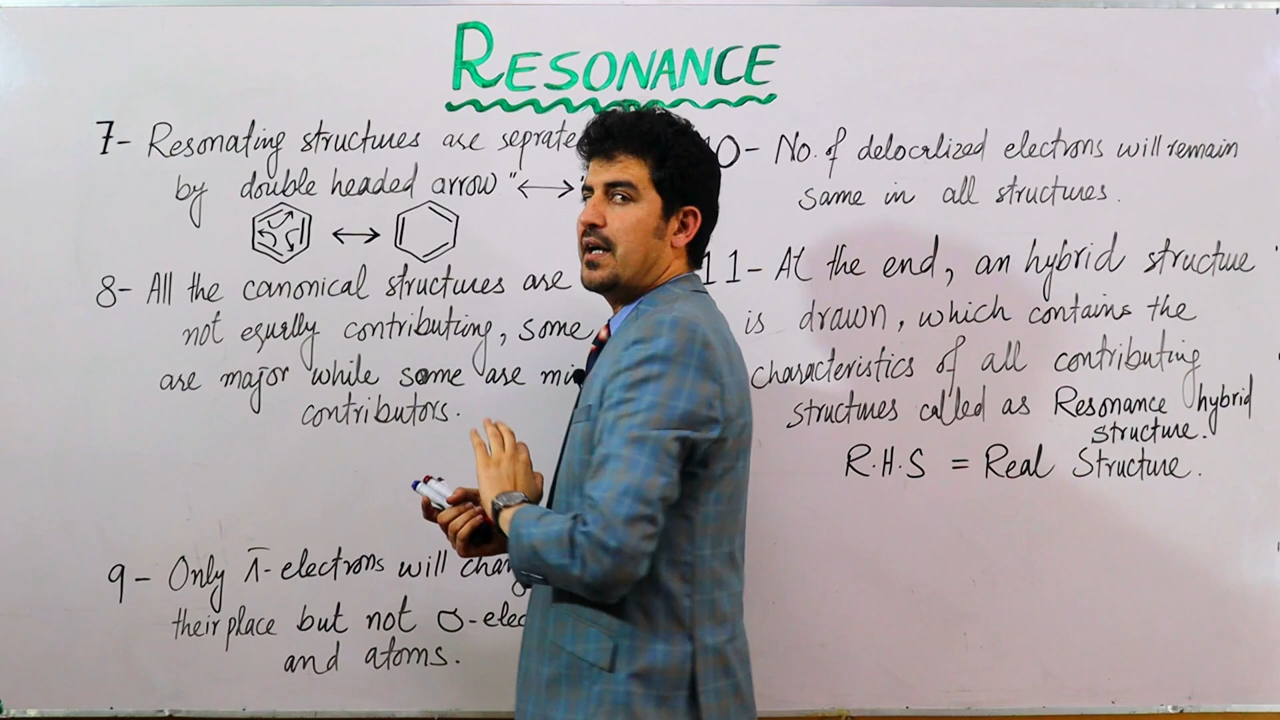 RESONANCE
7- Resonating structures are seprate
by double headed arrow "⟷"
8- All the canonical structures are
not equally contributing, some
are major while some are
contributors.
9- Only π-electrons will
their place but not σ-
and atoms.
10- No. of delocalized electrons will remain
same in all structures.
11- At the end, an hybrid structure
is drawn, which contains the
characteristics of all contributing
structures called as Resonance hybrid
structure.
R.H.S = Real Structure.